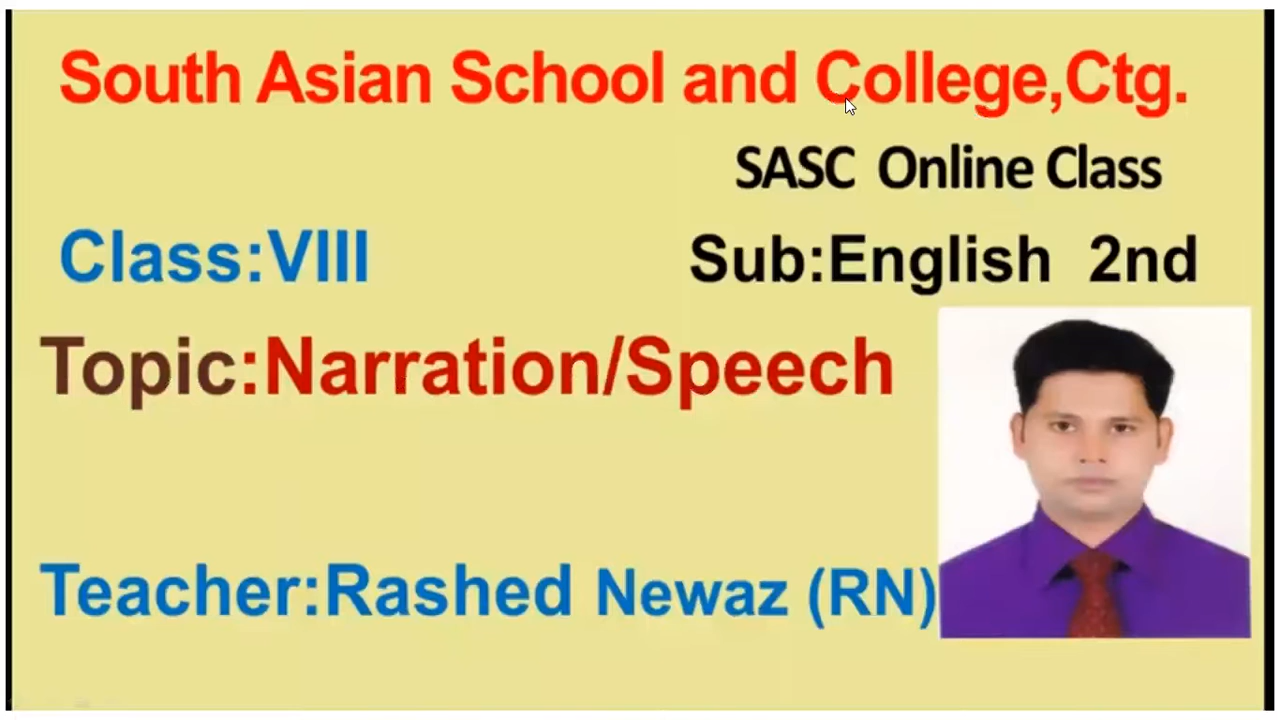 South Asian School and College,Ctg.
SASC Online Class
Class:VIII Sub:English 2nd
Topic:Narration/Speech
Teacher:Rashed Newaz (RN)